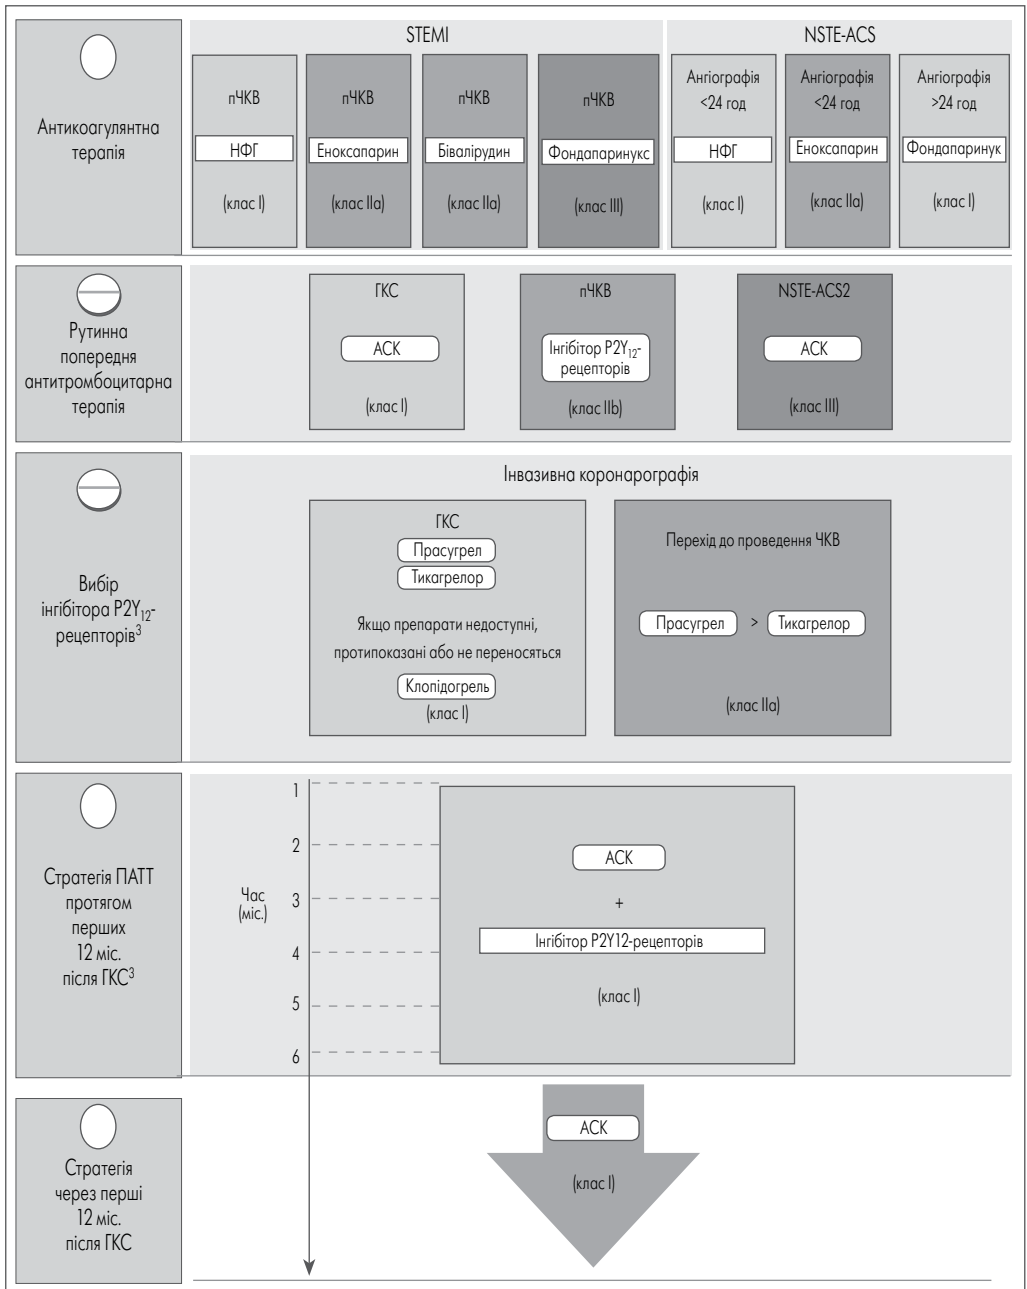 STEMI
NSTE-ACS
Антикоагулянтна
терапія
пЧКВ
НФГ
(клас I)
пЧКВ
Еноксапарин
(клас IIa)
пЧКВ
Бівалірудин
(клас IIa)
пЧКВ
Фондапаринукс
(клас III)
Ангіографія
<24 год
НФГ
(клас I)
Ангіографія
<24 год
Еноксапарин
(клас IIa)
Ангіографія
>24 год
Фондапаринук
(клас I)
Рутинна
попередня
антитромбоцитарна
терапія
ГКС
АСК
(клас I)
пЧКВ
Інгібітор P2Y12-
рецепторів
(клас IIb)
NSTE-ACS2
АСК
(клас III)
Вибір
інгібітора P2Y12-
рецепторів3
Інвазивна коронарографія
ГКС
Прасугрел
Тикагрелор
Якщо препарати недоступні,
протипоказані або не переносяться
Клопідогрель
(клас I)
Перехід до проведення ЧКВ
Прасугрел > Тикагрелор
(клас IIa)
Стратегія ПАТТ
протягом
перших
12 міс.
після ГКС3
Час
(міс.)
1
2
3
4
5
6
АСК
+
Інгібітор P2Y12-рецепторів
(клас I)
Стратегія
через перші
12 міс.
після ГКС
АСК
(клас I)